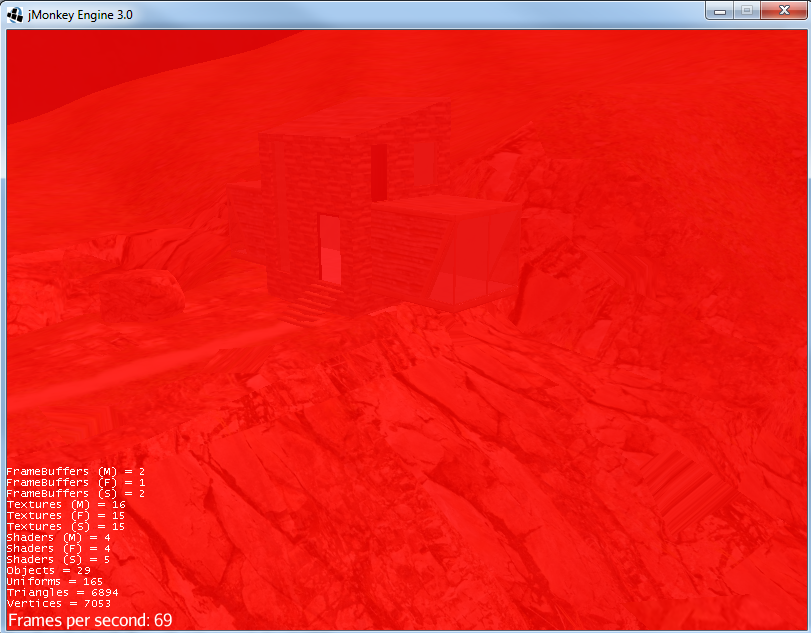 jMonkey Engine 3.0
FrameBuffers (M) = 2
FrameBuffers (F) = 1
FrameBuffers (S) = 2
Textures (M) = 16
Textures (F) = 15
Textures (S) = 15
Shaders (M) = 4
Shaders (F) = 4
Shaders (S) = 5
Objects = 29
Uniforms = 165
Triangles = 6894
Vertices = 7053
Frames per second: 69